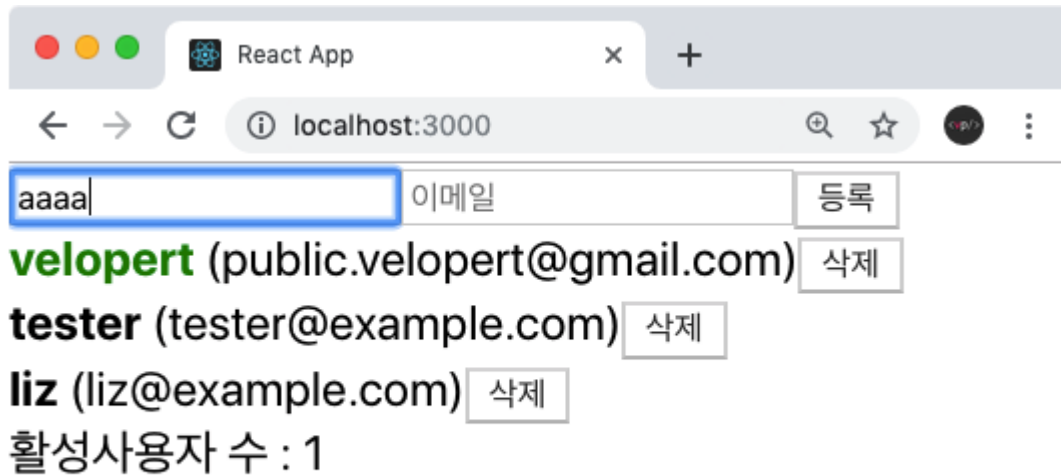 React App
localhost:3000
aaaa 이메일 등록
velopert (public.velopert@gmail.com) 삭제
tester (tester@example.com) 삭제
liz (liz@example.com) 삭제
활성사용자 수 : 1